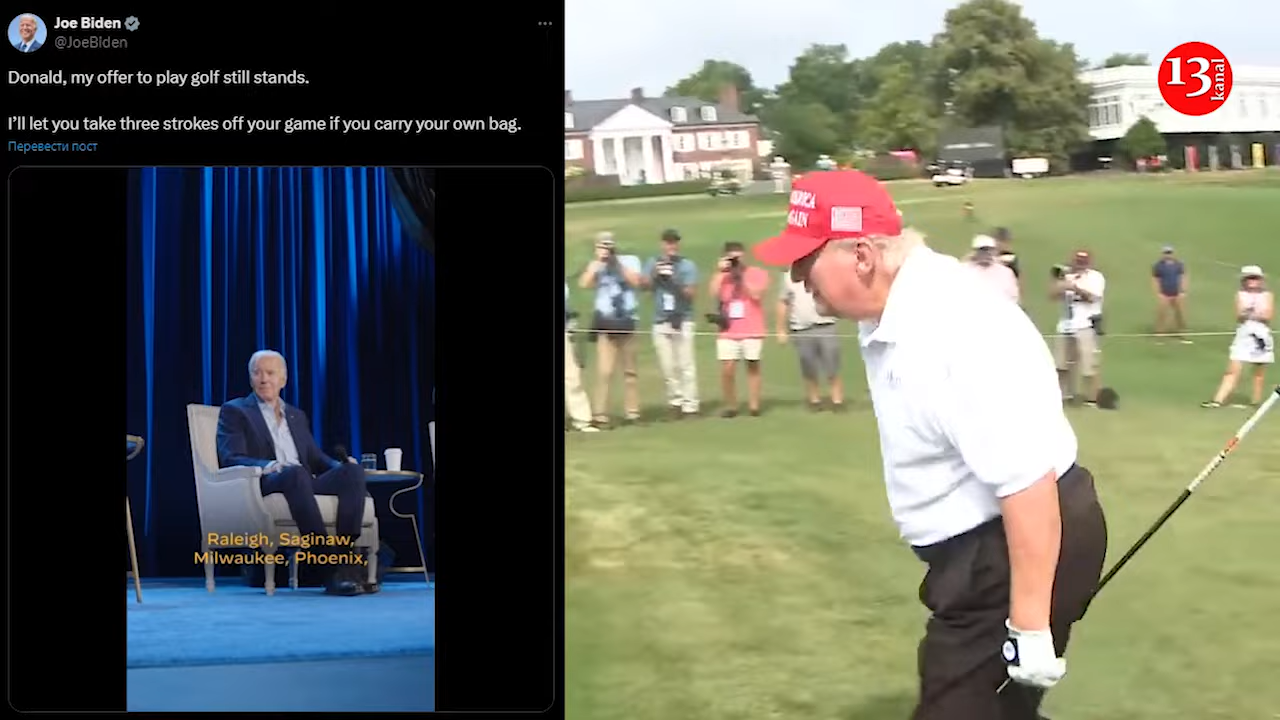 Joe Biden
@JoeBiden
Donald, my offer to play golf still stands.
I'll let you take three strokes off your game if you carry your own bag.
Перевести пост
Raleigh, Saginaw,
Milwaukee, Phoenix,
AGAIN
13
kanal